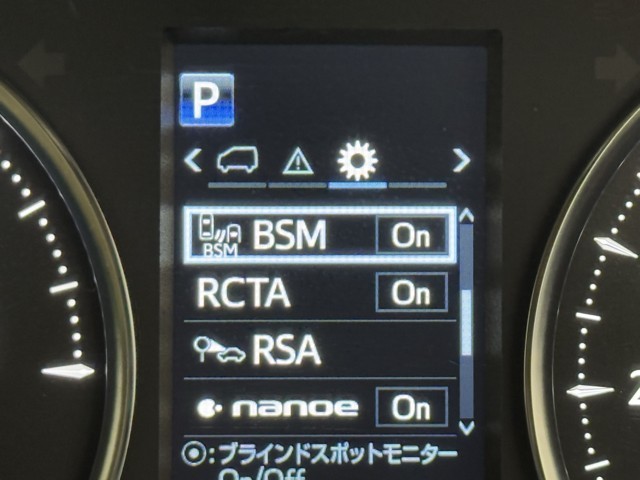 P
BSM BSM On
RCTA On
RSA
nanoe On
⦿:ブラインドスポットモニター
On/Off
2